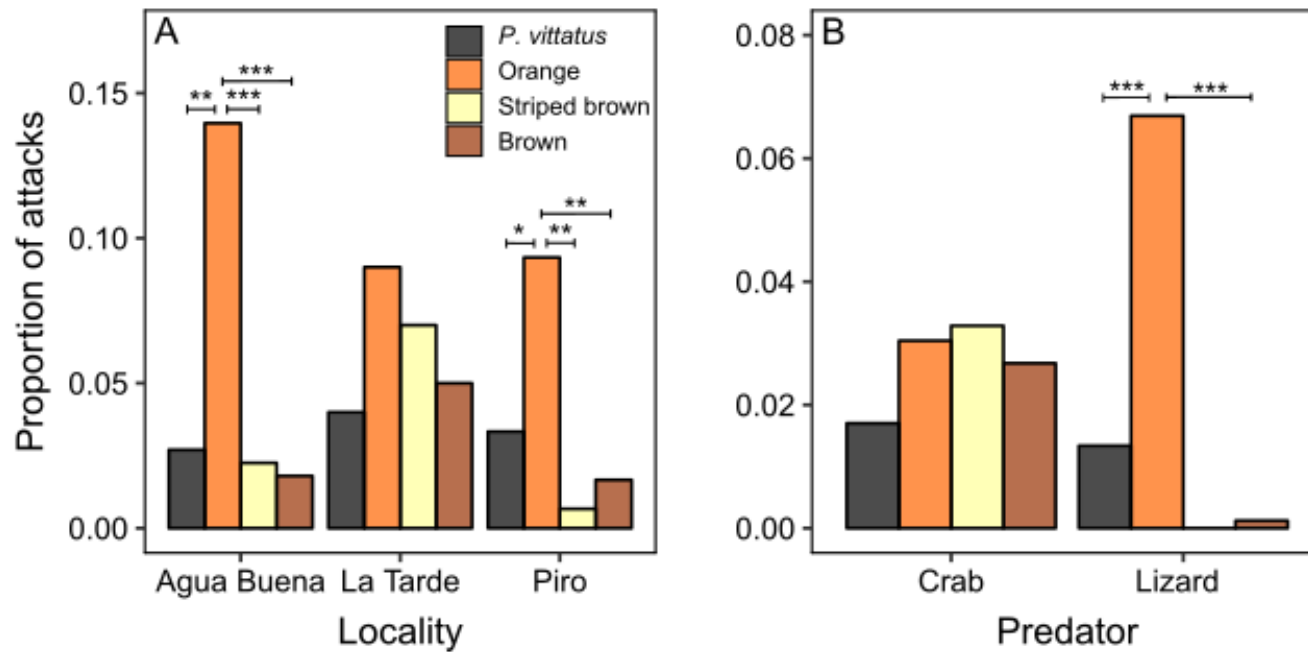 A
P. vittatus
Orange
Striped brown
Brown
***
** ***
**
* **
0.15
0.10
0.05
0.00
Proportion of attacks
Agua Buena La Tarde Piro
Locality
B
*** ***
0.08
0.06
0.04
0.02
0.00
Crab Lizard
Predator